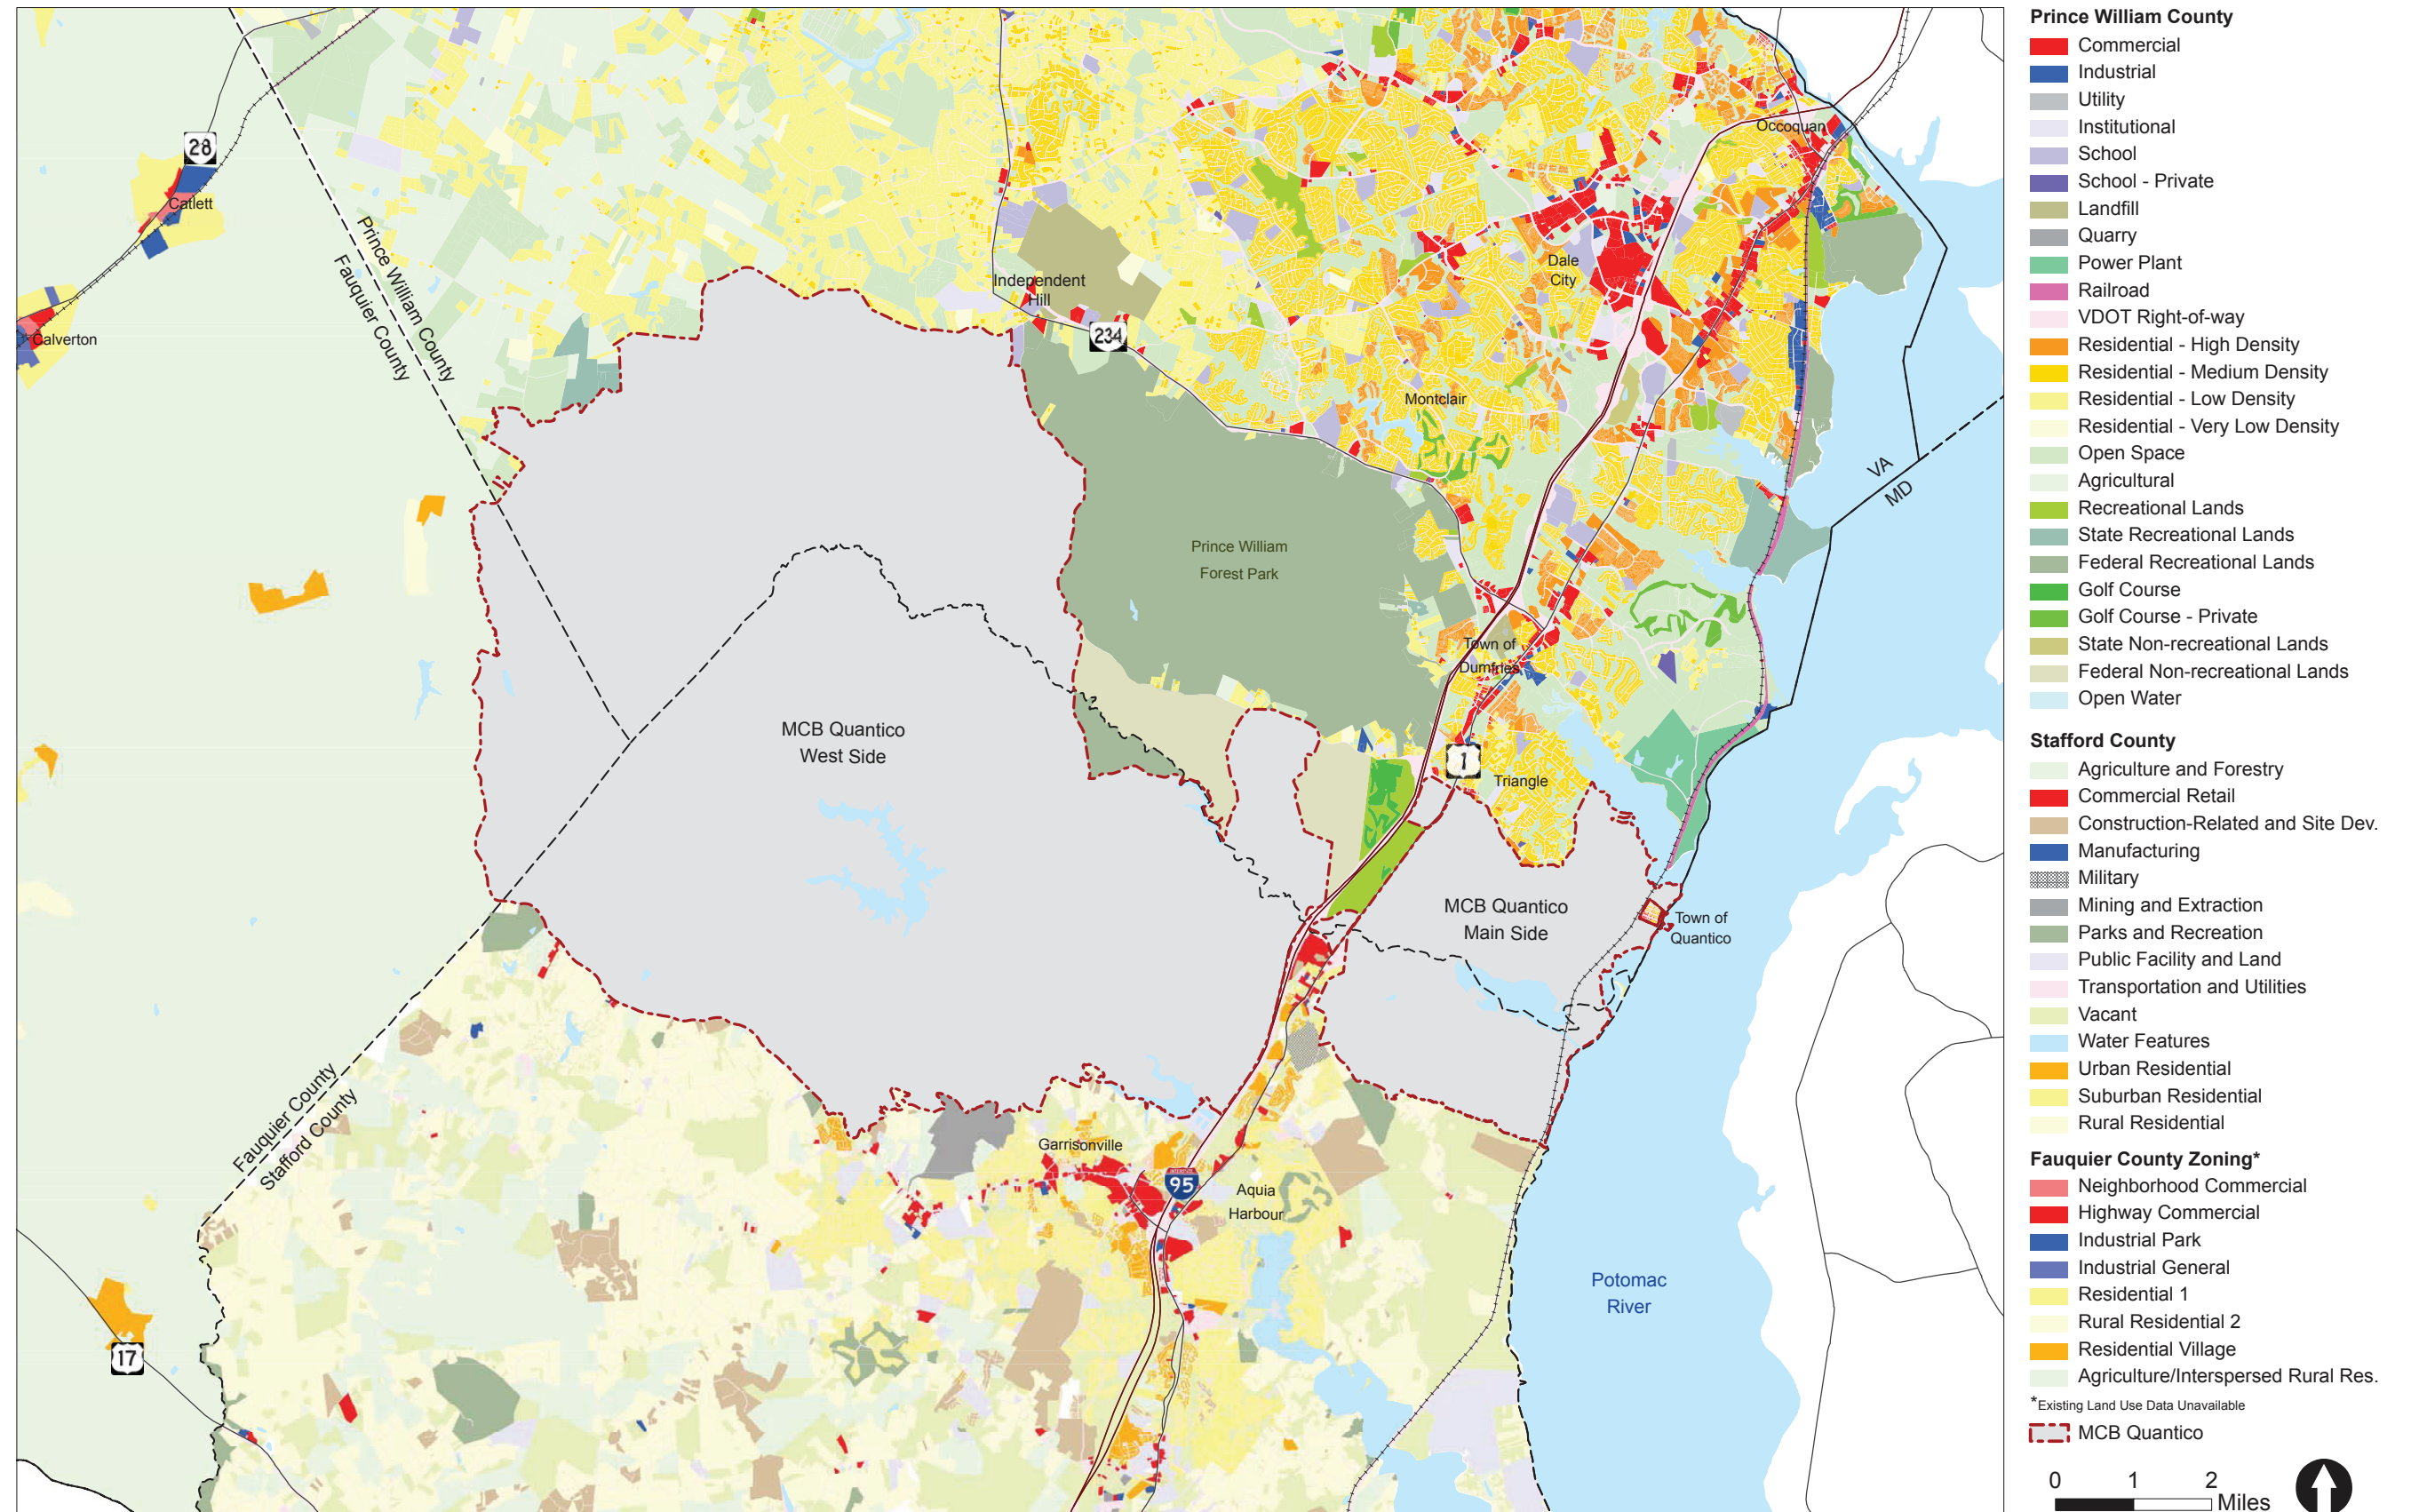 Prince William County
Commercial
Industrial
Utility
Institutional
School
School - Private
Landfill
Quarry
Power Plant
Railroad
VDOT Right-of-way
Residential - High Density
Residential - Medium Density
Residential - Low Density
Residential - Very Low Density
Open Space
Agricultural
Recreational Lands
State Recreational Lands
Federal Recreational Lands
Golf Course
Golf Course - Private
State Non-recreational Lands
Federal Non-recreational Lands
Open Water
Stafford County
Agriculture and Forestry
Commercial Retail
Construction-Related and Site Dev.
Manufacturing
Military
Mining and Extraction
Parks and Recreation
Public Facility and Land
Transportation and Utilities
Vacant
Water Features
Urban Residential
Suburban Residential
Rural Residential
Fauquier County Zoning*
Neighborhood Commercial
Highway Commercial
Industrial Park
Industrial General
Residential 1
Rural Residential 2
Residential Village
Agriculture/Interspersed Rural Res.
*Existing Land Use Data Unavailable
MCB Quantico
0 1 2
Miles
28
Catlett
Calverton
Prince William County
Fauquier County
Occoquan
Dale
City
Independent
Hill
234
Montclair
VA
MD
Prince William
Forest Park
Town of
Dumfries
MCB Quantico
West Side
1
Triangle
MCB Quantico
Main Side
Town of
Quantico
Fauquier County
Stafford County
Garrisonville
95
Aquia
Harbour
Potomac
River
17